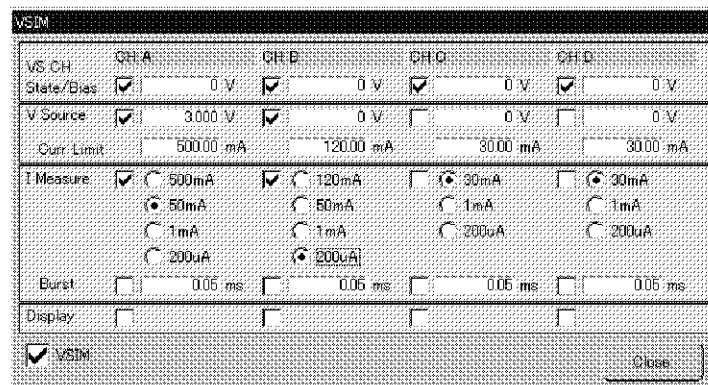 VSIM
CH A CH B CH C CH D
VS CH
State/Bias 0 V 0 V 0 V 0 V
V Source 3.000 V 0 V 0 V 0 V
Curr Limit 500.00 mA 120.00 mA 30.00 mA 30.00 mA
I Measure 500mA 120mA 30mA 30mA
50mA 50mA 1mA 1mA
1mA 1mA 200uA 200uA
200uA 200uA
Burst 0.05 ms 0.05 ms 0.05 ms 0.05 ms
Display
VSIM Close